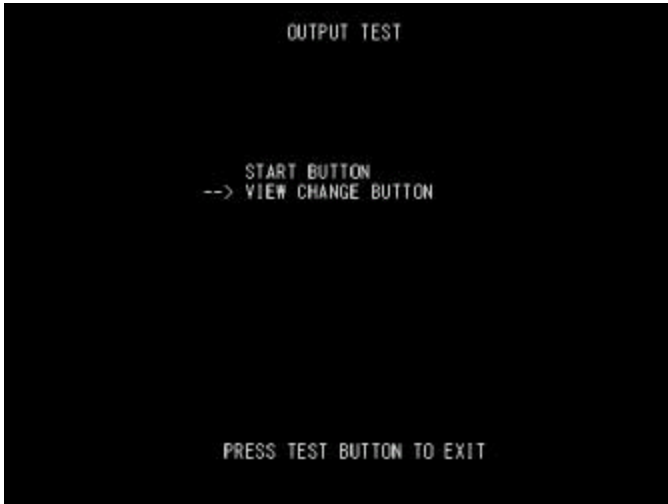 OUTPUT TEST
START BUTTON
--> VIEW CHANGE BUTTON
PRESS TEST BUTTON TO EXIT